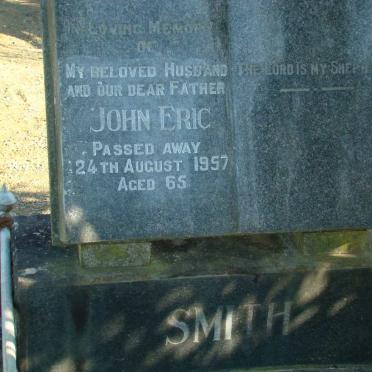 In Loving Memory
of
My beloved Husband
and our dear Father
John Eric
Passed away
24th August 1957
Aged 65
The Lord is my Sheph
Smith